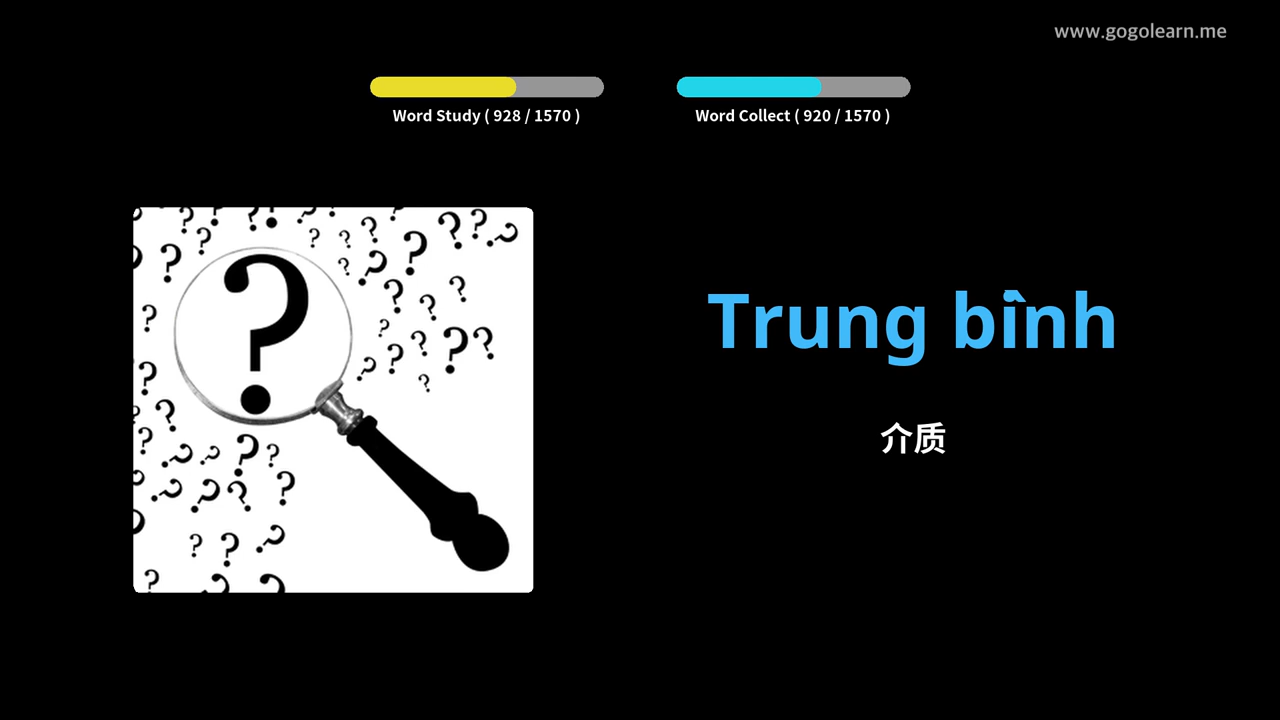 www.gogolearn.me
Word Study ( 928 / 1570 )
Word Collect ( 920 / 1570 )
Trung bình
介质